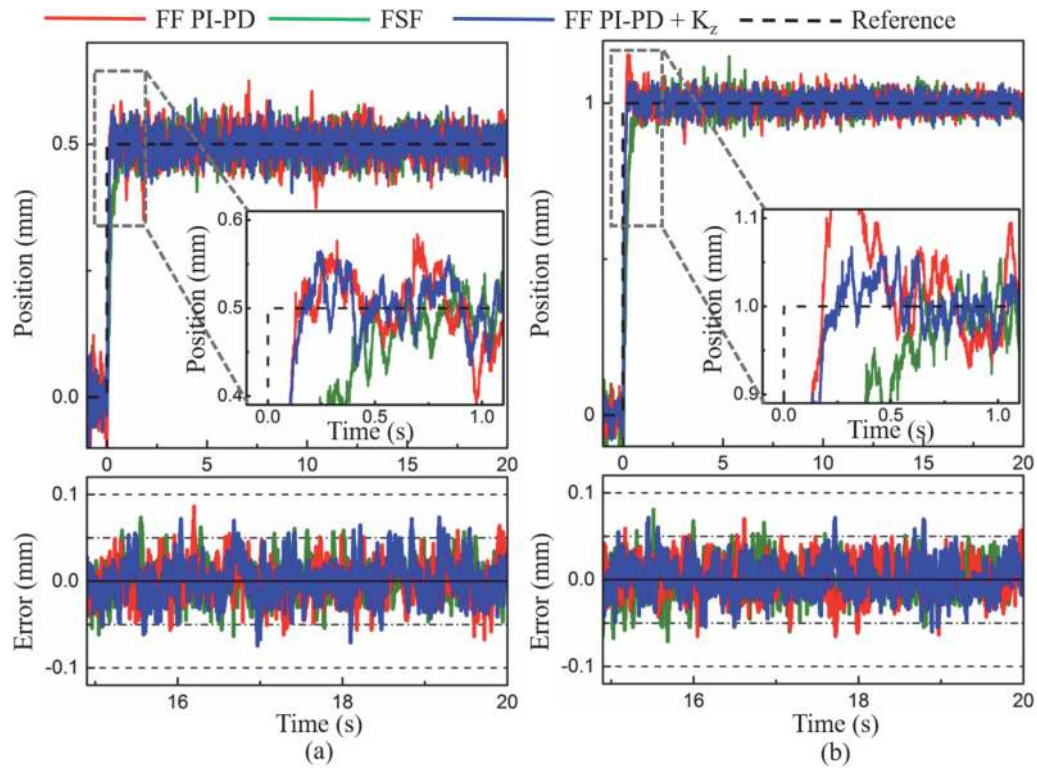 FF PI-PD FSF FF PI-PD + Kz Reference
0.5
0.0
Position (mm)
0.6
0.5
0.4
Position (mm)
0.0 0.5 1.0
Time (s)
0 5 10 15 20
1
0
Position (mm)
1.1
1.0
0.9
Position (mm)
0.0 0.5 1.0
Time (s)
0 5 10 15 20
0.1
0.0
-0.1
Error (mm)
16 18 20
Time (s)
(a)
0.1
0.0
-0.1
Error (mm)
16 18 20
Time (s)
(b)